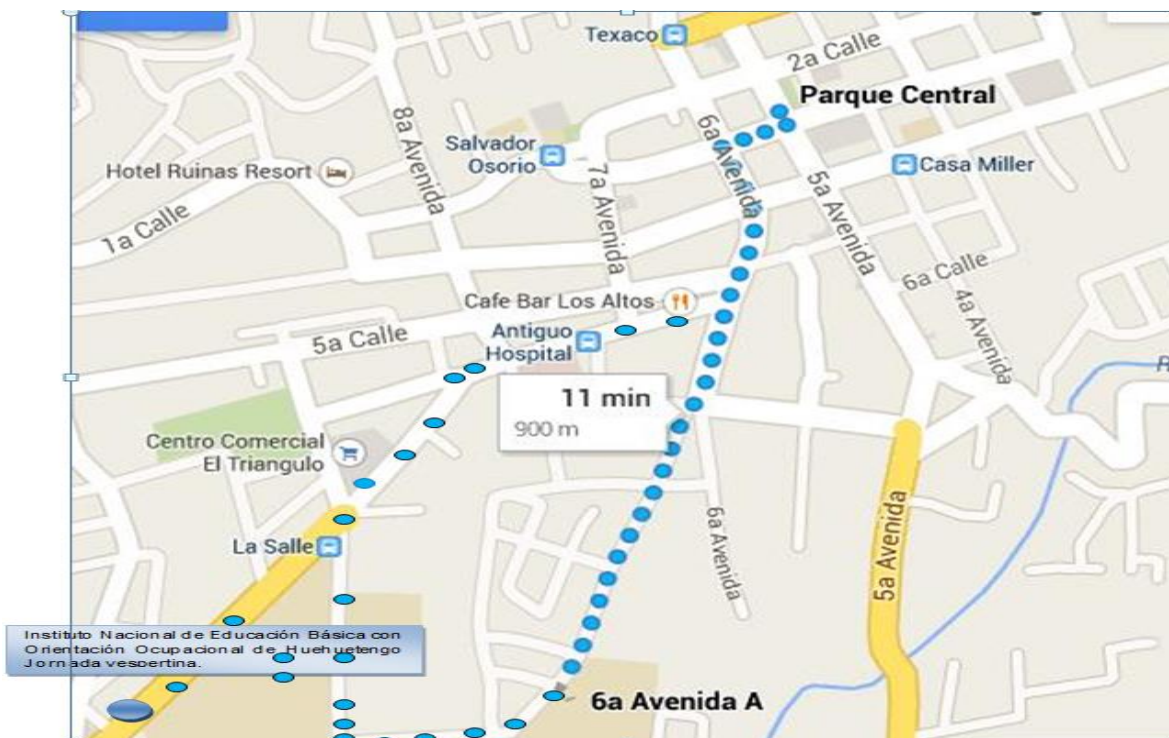 Texaco
2a Calle
Parque Central
8a Avenida
6a Avenida
Salvador
Osorio
Casa Miller
Hotel Ruinas Resort
7a Avenida
5a Avenida
1a Calle
6a Calle
Cafe Bar Los Altos
4a Avenida
5a Calle
Antiguo
Hospital
R
11 min
900 m
Centro Comercial
El Triangulo
La Salle
6a Avenida
5a Avenida
Instituto Nacional de Educación Básica con
Orientación Ocupacional de Huehuetengo
Jornada vespertina.
6a Avenida A